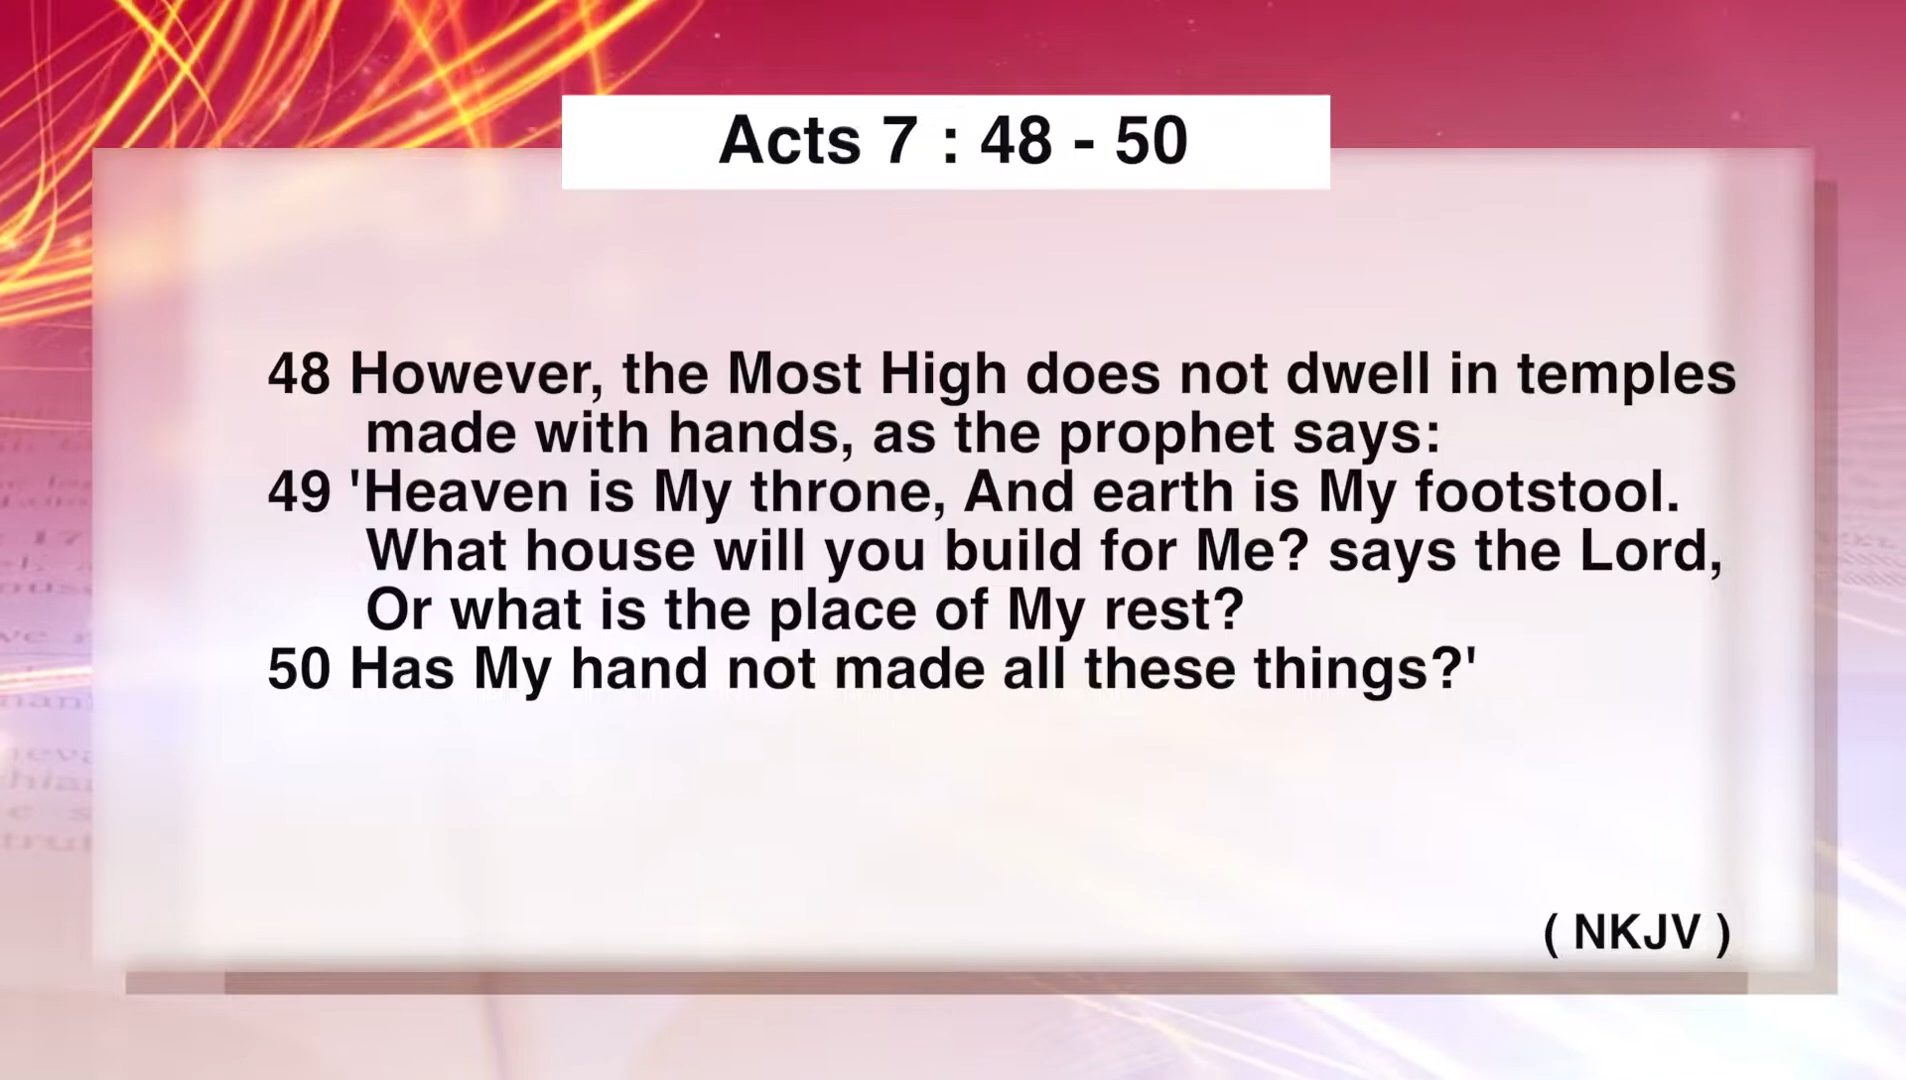 Acts 7 : 48 - 50
48 However, the Most High does not dwell in temples
made with hands, as the prophet says:
49 'Heaven is My throne, And earth is My footstool.
What house will you build for Me? says the Lord,
Or what is the place of My rest?
50 Has My hand not made all these things?'
( NKJV )